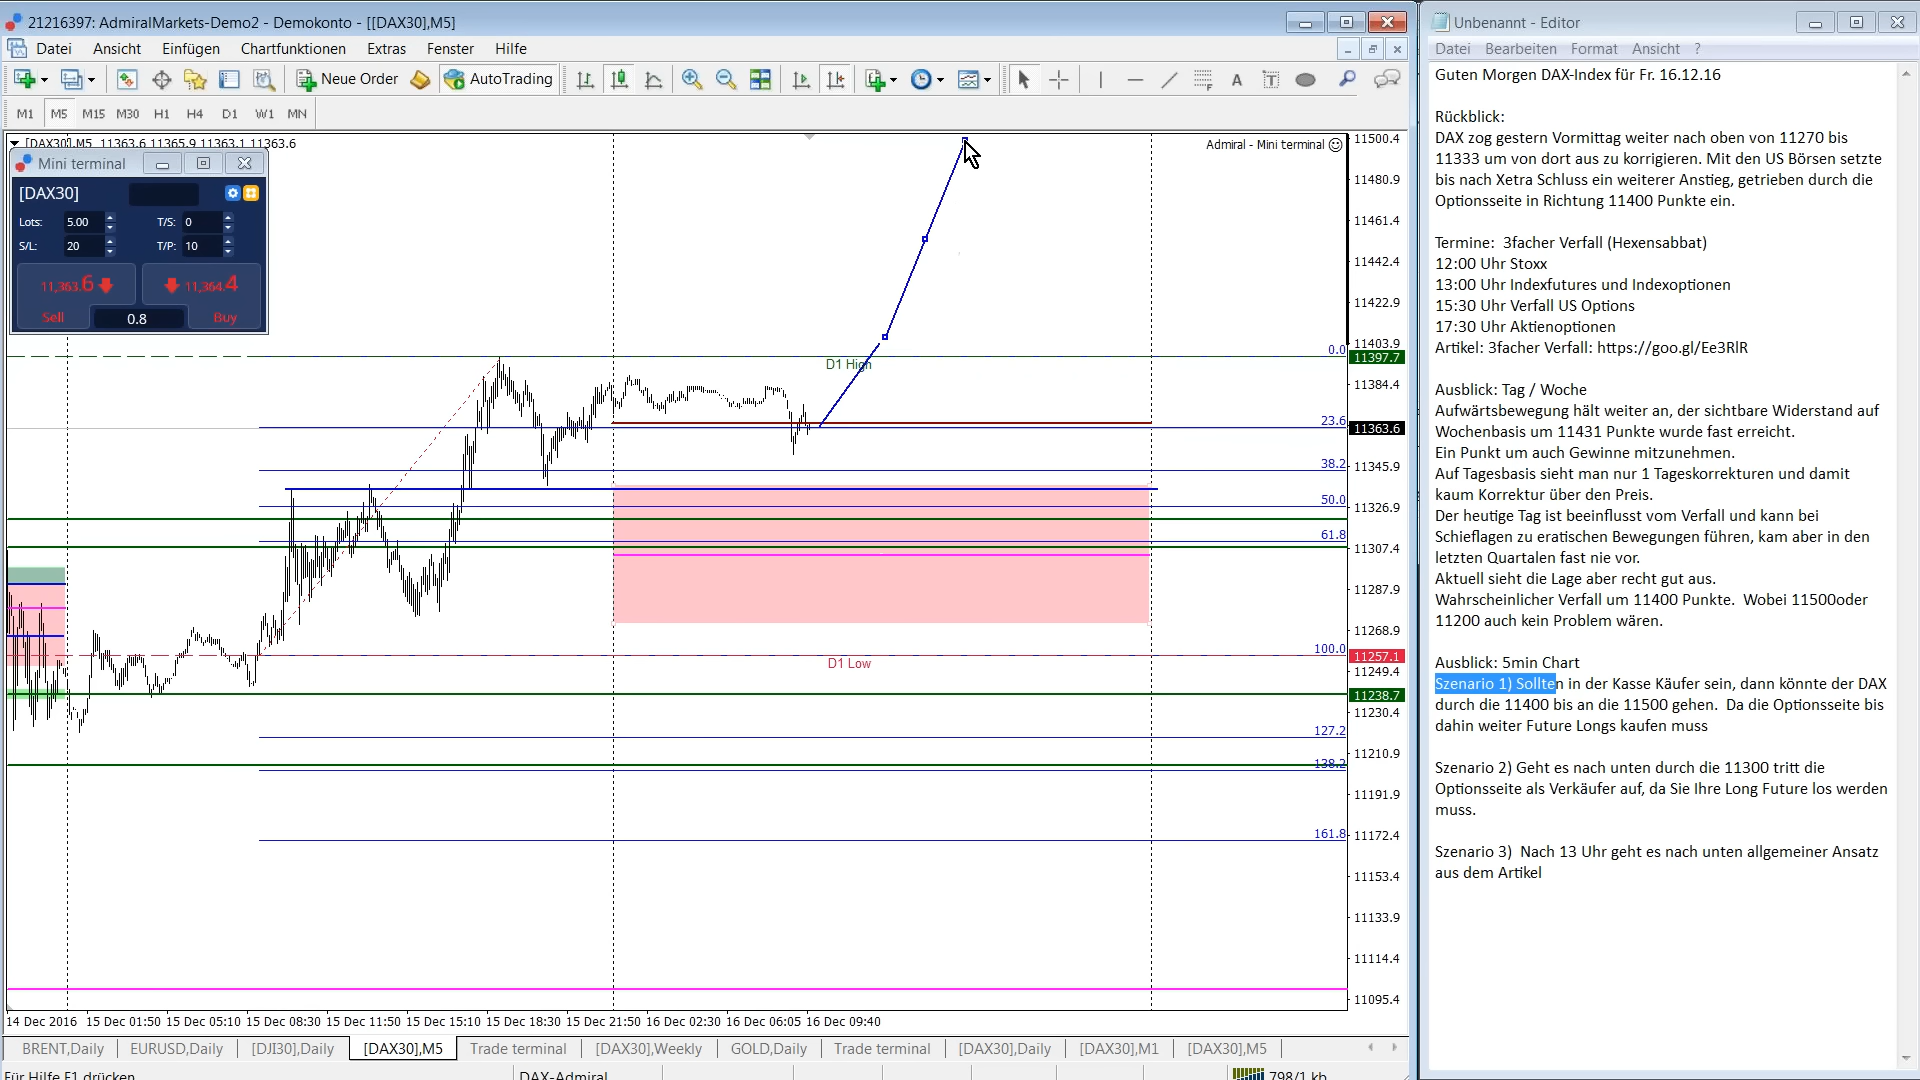 21216397: AdmiralMarkets-Demo2 - Demokonto - [[DAX30],M5]
Datei Ansicht Einfügen Chartfunktionen Extras Fenster Hilfe
Neue Order AutoTrading
M1 M5 M15 M30 H1 H4 D1 W1 MN
[DAX30],M5 11363.6 11365.9 11363.1 11363.6
Admiral - Mini terminal
Mini terminal
[DAX30]
Lots: 5.00 T/S: 0
S/L: 20 T/P: 10
11,363.6 11,364.4
Sell 0.8 Buy
D1 High
D1 Low
0.0
23.6
38.2
50.0
61.8
100.0
127.2
138.2
161.8
11500.4
11480.9
11461.4
11442.4
11422.9
11403.9
11397.7
11384.4
11363.6
11345.9
11326.9
11307.4
11287.9
11268.9
11257.1
11249.4
11238.7
11230.4
11210.9
11191.9
11172.4
11153.4
11133.9
11114.4
11095.4
14 Dec 2016 15 Dec 01:50 15 Dec 05:10 15 Dec 08:30 15 Dec 11:50 15 Dec 15:10 15 Dec 18:30 15 Dec 21:50 16 Dec 02:30 16 Dec 06:05 16 Dec 09:40
BRENT,Daily EURUSD,Daily [DJI30],Daily [DAX30],M5 Trade terminal [DAX30],Weekly GOLD,Daily Trade terminal [DAX30],Daily [DAX30],M1 [DAX30],M5
Für Hilfe F1 drücken DAX-Admiral 798/1 kb
Unbenannt - Editor
Datei Bearbeiten Format Ansicht ?
Guten Morgen DAX-Index für Fr. 16.12.16
Rückblick:
DAX zog gestern Vormittag weiter nach oben von 11270 bis
11333 um von dort aus zu korrigieren. Mit den US Börsen setzte
bis nach Xetra Schluss ein weiterer Anstieg, getrieben durch die
Optionsseite in Richtung 11400 Punkte ein.
Termine: 3facher Verfall (Hexensabbat)
12:00 Uhr Stoxx
13:00 Uhr Indexfutures und Indexoptionen
15:30 Uhr Verfall US Options
17:30 Uhr Aktienoptionen
Artikel: 3facher Verfall: https://goo.gl/Ee3RlR
Ausblick: Tag / Woche
Aufwärtsbewegung hält weiter an, der sichtbare Widerstand auf
Wochenbasis um 11431 Punkte wurde fast erreicht.
Ein Punkt um auch Gewinne mitzunehmen.
Auf Tagesbasis sieht man nur 1 Tageskorrekturen und damit
kaum Korrektur über den Preis.
Der heutige Tag ist beeinflusst vom Verfall und kann bei
Schieflagen zu eratischen Bewegungen führen, kam aber in den
letzten Quartalen fast nie vor.
Aktuell sieht die Lage aber recht gut aus.
Wahrscheinlicher Verfall um 11400 Punkte. Wobei 11500oder
11200 auch kein Problem wären.
Ausblick: 5min Chart
Szenario 1) Sollten in der Kasse Käufer sein, dann könnte der DAX
durch die 11400 bis an die 11500 gehen. Da die Optionsseite bis
dahin weiter Future Longs kaufen muss
Szenario 2) Geht es nach unten durch die 11300 tritt die
Optionsseite als Verkäufer auf, da Sie Ihre Long Future los werden
muss.
Szenario 3) Nach 13 Uhr geht es nach unten allgemeiner Ansatz
aus dem Artikel